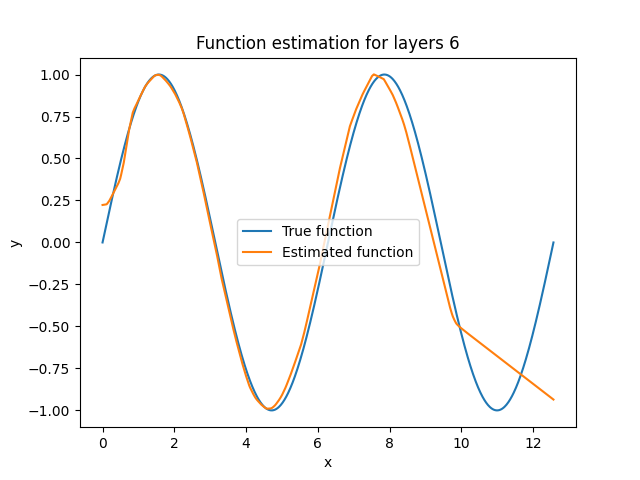 Function estimation for layers 6
1.00
0.75
0.50
0.25
0.00
−0.25
−0.50
−0.75
−1.00
y
True function
Estimated function
0 2 4 6 8 10 12
x